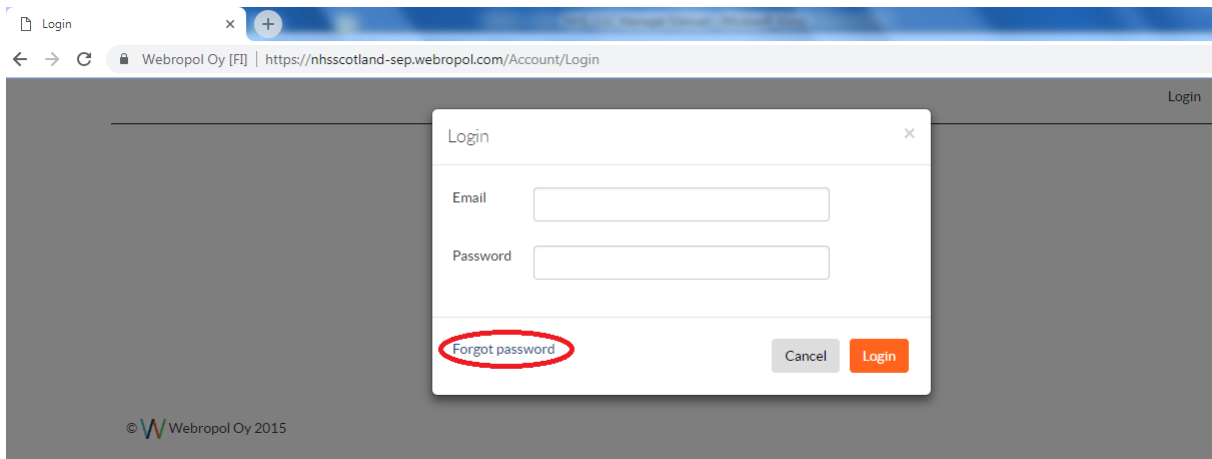 Login
Webropol Oy [FI] | https://nhsscotland-sep.webropol.com/Account/Login
Login
Login
Email
Password
Forgot password
Cancel Login
© Webropol Oy 2015